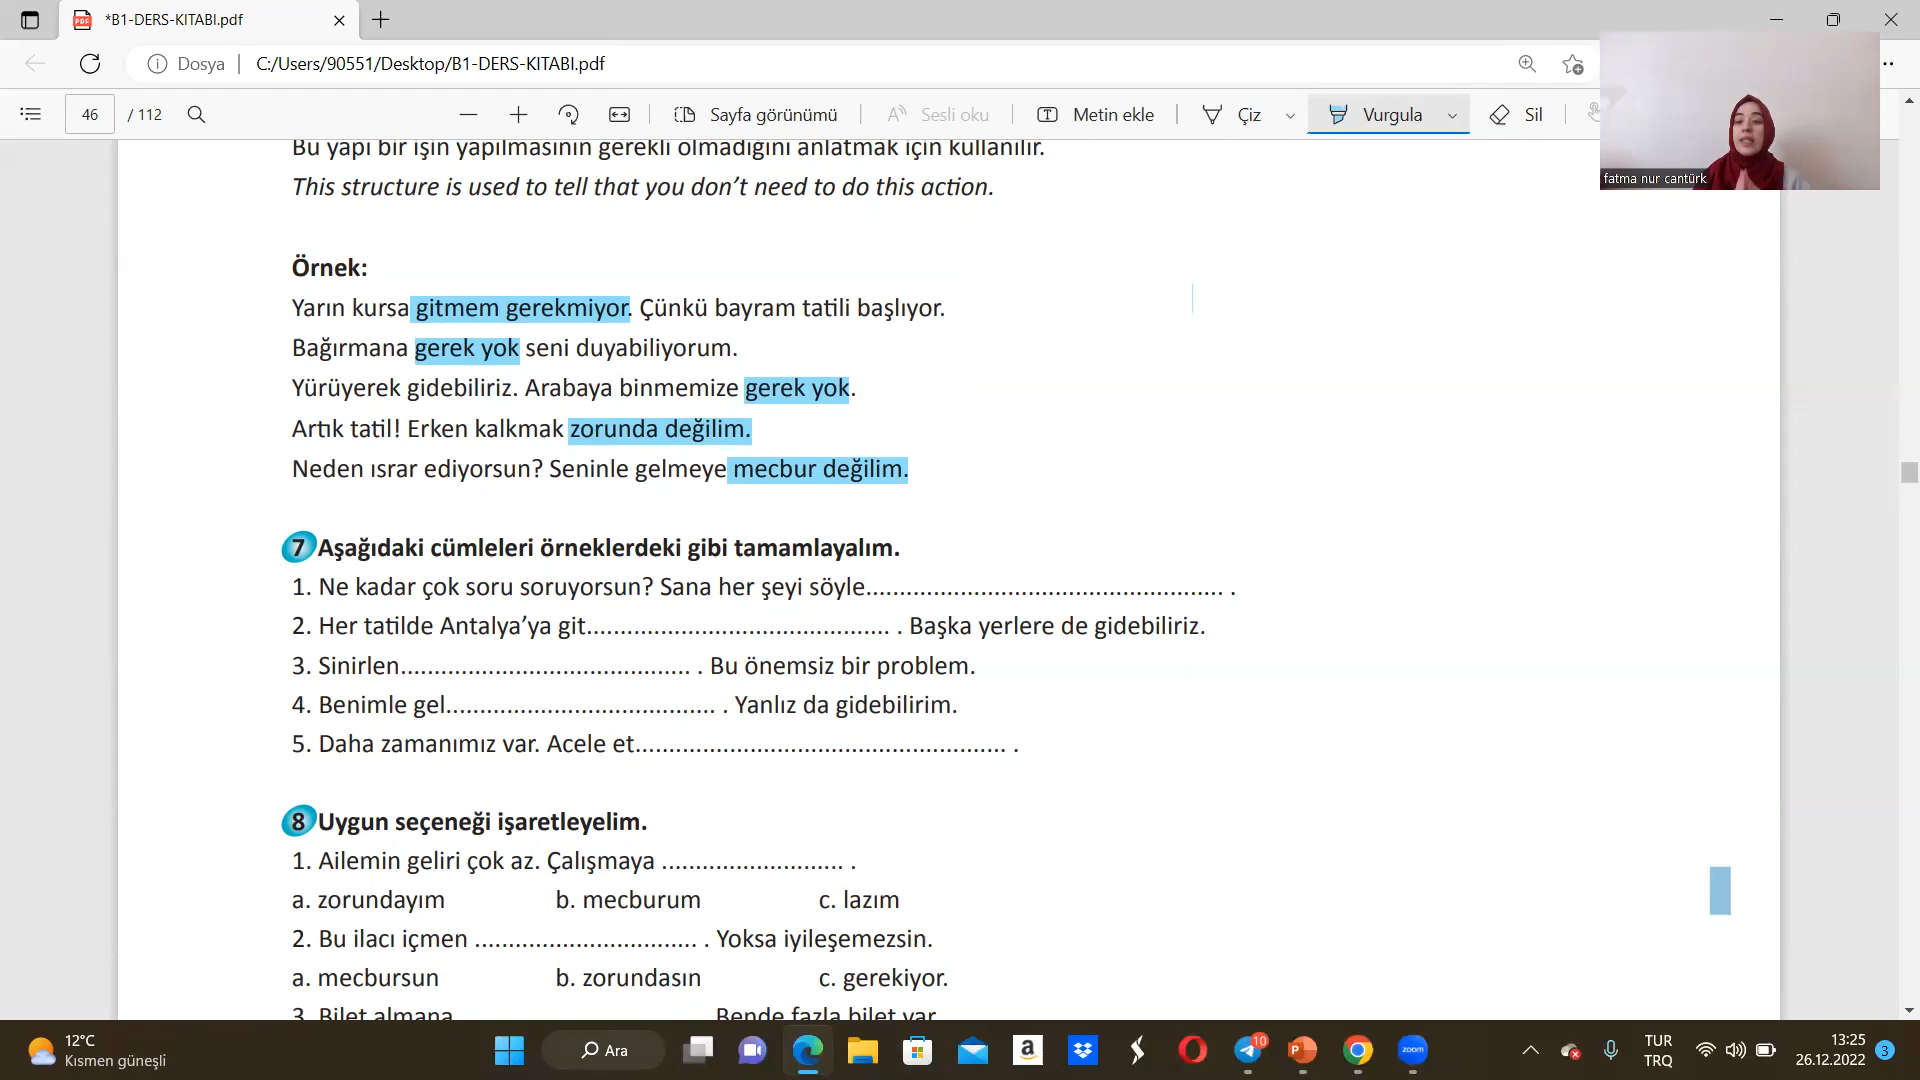 *B1-DERS-KITABI.pdf
Dosya
C:/Users/90551/Desktop/B1-DERS-KITABI.pdf
46 / 112
Sayfa görünümü
Sesli oku
Metin ekle
Çiz
Vurgula
Sil
fatma nur cantürk
Bu yapı bir işin yapılmasının gerekli olmadığını anlatmak için kullanılır.
This structure is used to tell that you don't need to do this action.
Örnek:
Yarın kursa gitmem gerekmiyor. Çünkü bayram tatili başlıyor.
Bağırmana gerek yok seni duyabiliyorum.
Yürüyerek gidebiliriz. Arabaya binmemize gerek yok.
Artık tatil! Erken kalkmak zorunda değilim.
Neden ısrar ediyorsun? Seninle gelmeye mecbur değilim.
7 Aşağıdaki cümleleri örneklerdeki gibi tamamlayalım.
1. Ne kadar çok soru soruyorsun? Sana her şeyi söyle..................................................... .
2. Her tatilde Antalya'ya git............................................. . Başka yerlere de gidebiliriz.
3. Sinirlen........................................... . Bu önemsiz bir problem.
4. Benimle gel........................................ . Yanlız da gidebilirim.
5. Daha zamanımız var. Acele et....................................................... .
8 Uygun seçeneği işaretleyelim.
1. Ailemin geliri çok az. Çalışmaya ........................... .
a. zorundayım b. mecburum c. lazım
2. Bu ilacı içmen ................................. . Yoksa iyileşemezsin.
a. mecbursun b. zorundasın c. gerekiyor.
3. Bilet almana Bende fazla bilet var
12°C
Kısmen güneşli
Ara
a
10
P
zoom
TUR
TRQ
13:25
26.12.2022
3